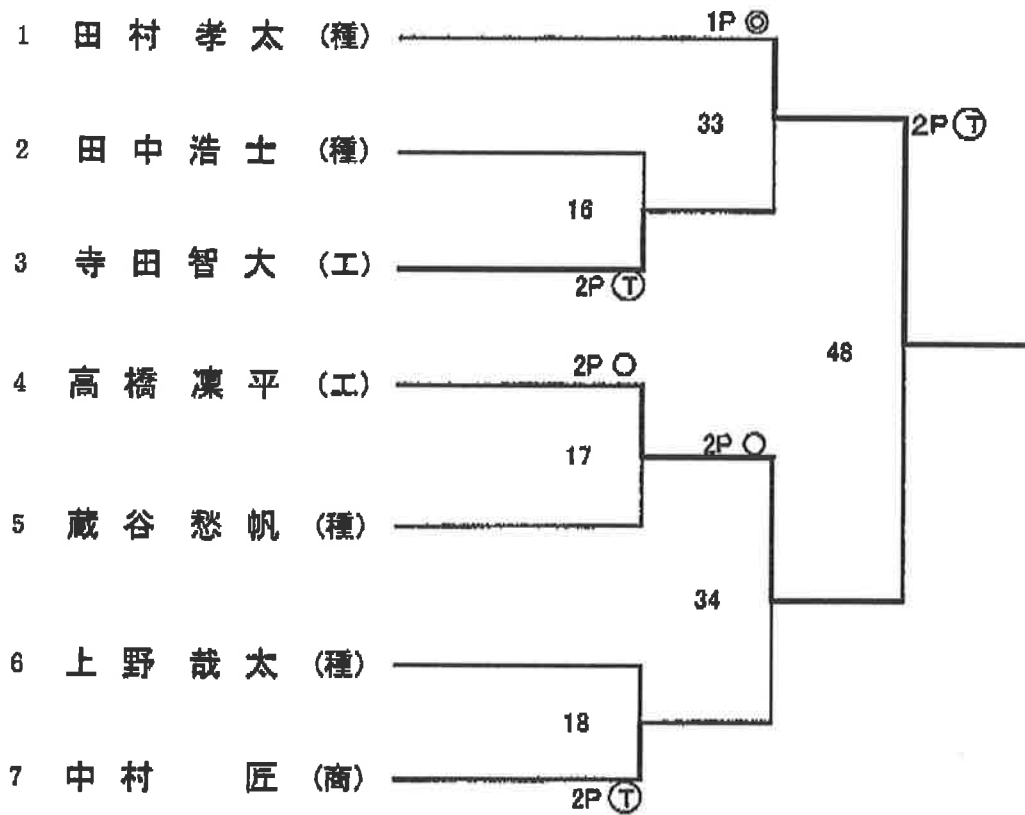 1P ◎
1 田村孝太 (種)
33
2P Ⓣ
2 田中浩士 (種)
16
3 寺田智大 (工)
2P Ⓣ
48
2P ○
4 高橋凜平 (工)
2P ○
17
5 蔵谷愁帆 (種)
34
6 上野哉太 (種)
18
7 中村 匠 (商)
2P Ⓣ